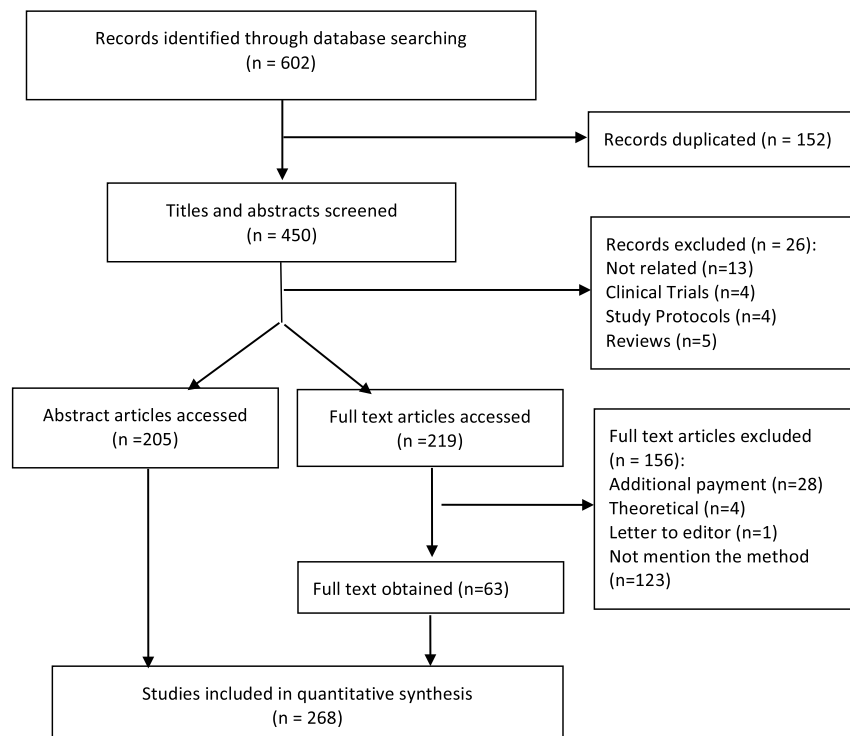 Records identified through database searching
(n = 602)
Records duplicated (n = 152)
Titles and abstracts screened
(n = 450)
Records excluded (n = 26):
Not related (n=13)
Clinical Trials (n=4)
Study Protocols (n=4)
Reviews (n=5)
Abstract articles accessed
(n =205)
Full text articles accessed
(n =219)
Full text articles excluded
(n = 156):
Additional payment (n=28)
Theoretical (n=4)
Letter to editor (n=1)
Not mention the method
(n=123)
Full text obtained (n=63)
Studies included in quantitative synthesis
(n = 268)